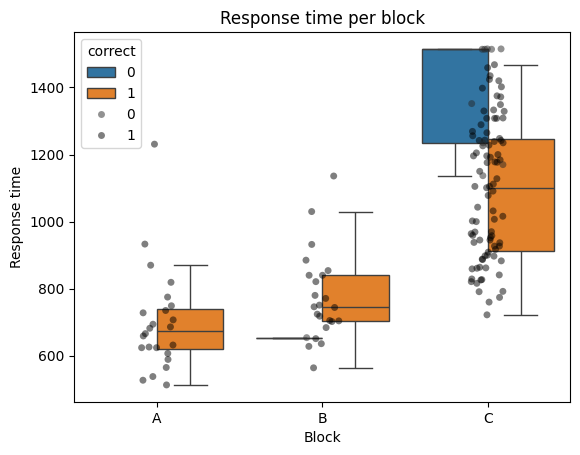 Response time per block
correct
0
1
0
1
1400
1200
1000
800
600
Response time
A
B
C
Block